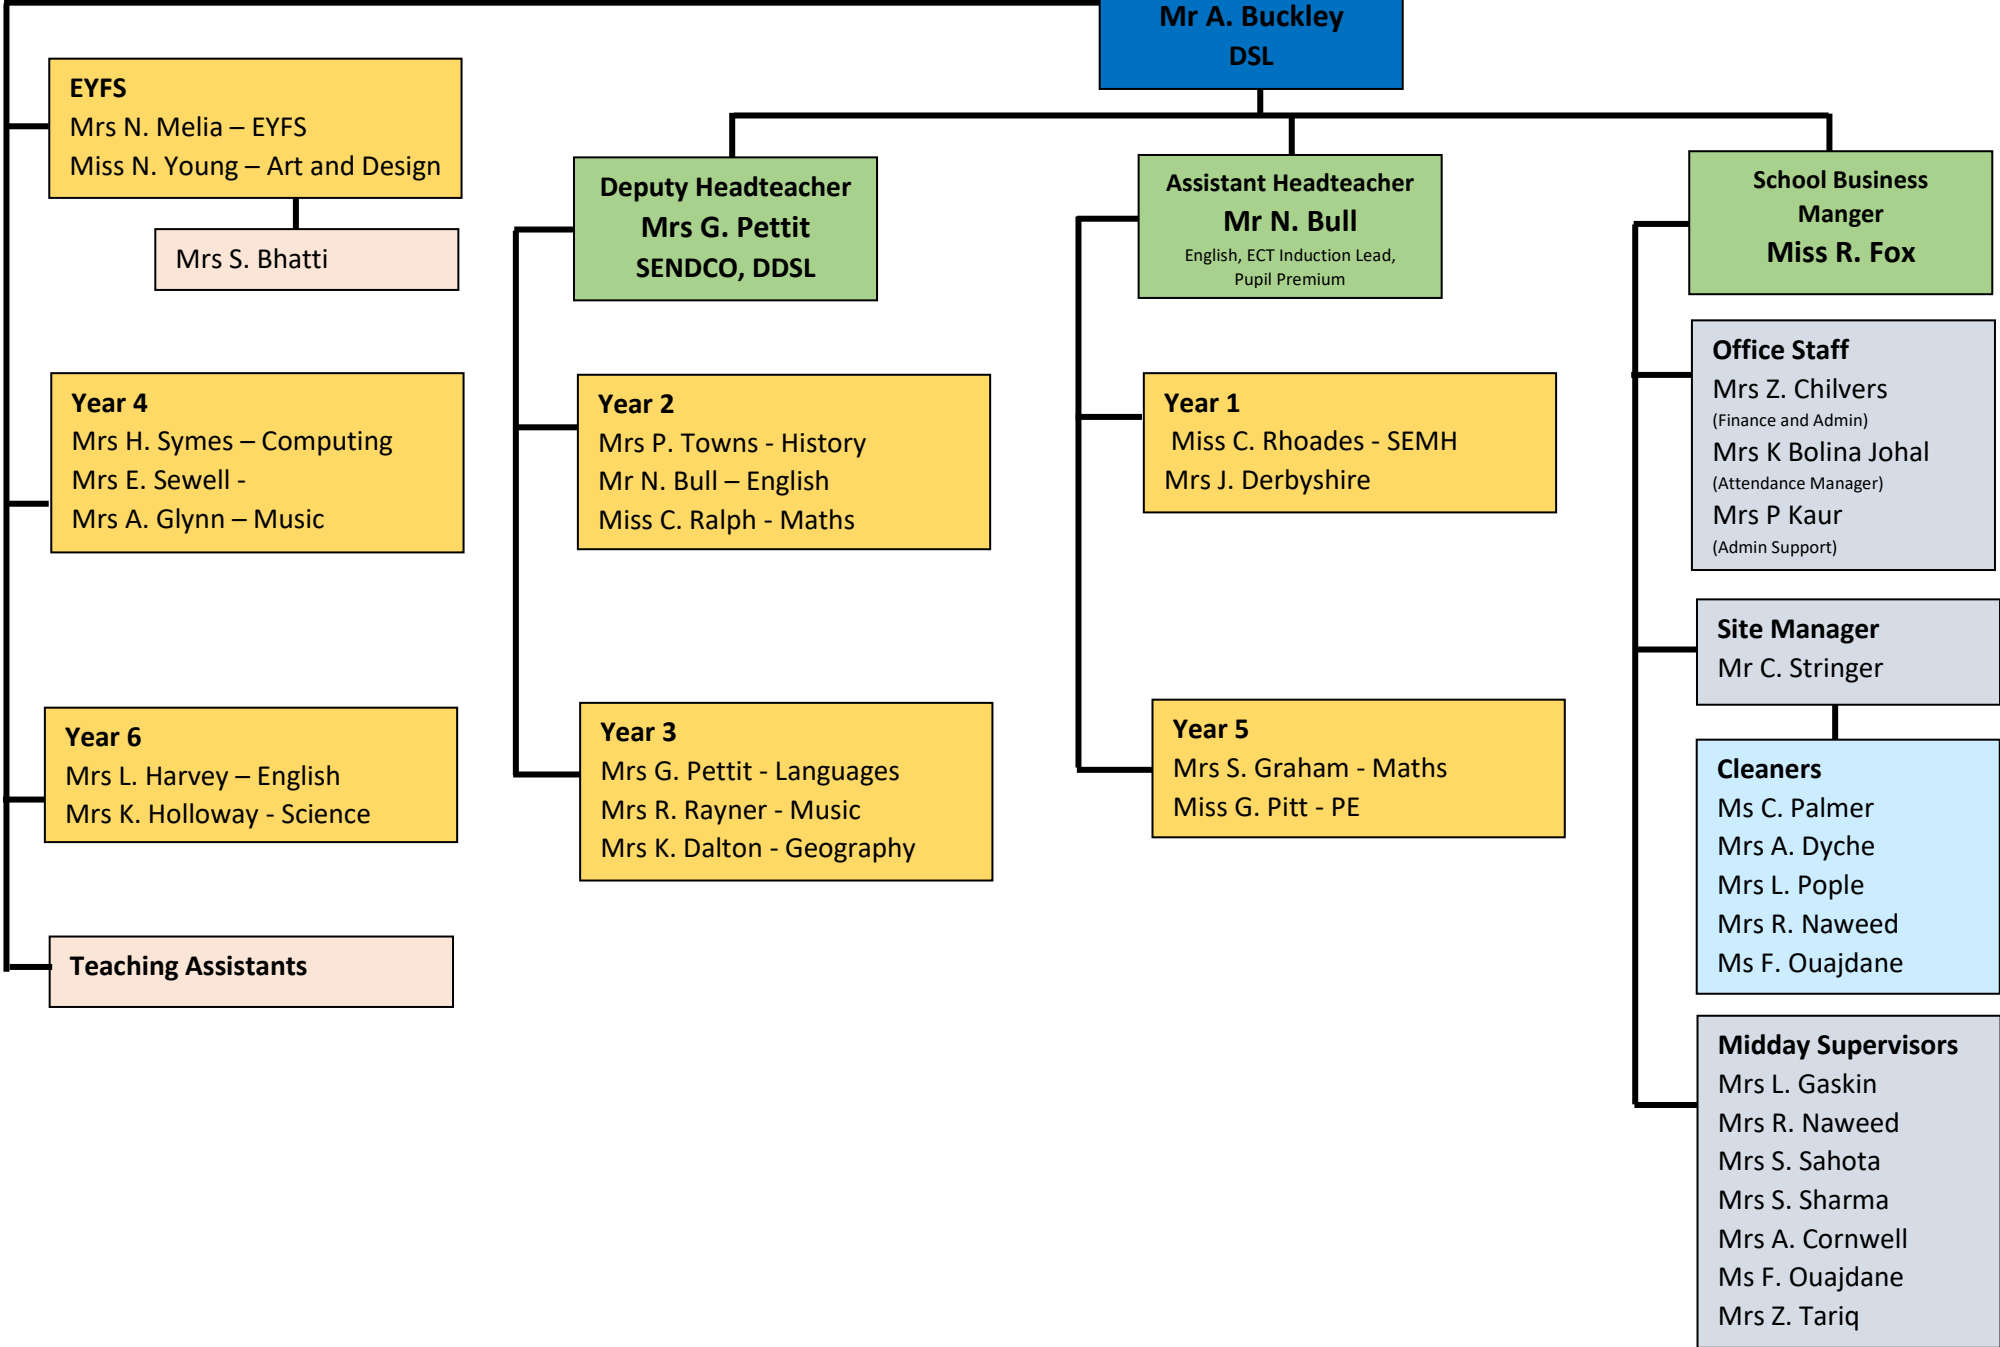 Mr A. Buckley
DSL
EYFS
Mrs N. Melia – EYFS
Miss N. Young – Art and Design
Mrs S. Bhatti
Year 4
Mrs H. Symes – Computing
Mrs E. Sewell -
Mrs A. Glynn – Music
Year 6
Mrs L. Harvey – English
Mrs K. Holloway - Science
Teaching Assistants
Deputy Headteacher
Mrs G. Pettit
SENDCO, DDSL
Year 2
Mrs P. Towns - History
Mr N. Bull – English
Miss C. Ralph - Maths
Year 3
Mrs G. Pettit - Languages
Mrs R. Rayner - Music
Mrs K. Dalton - Geography
Assistant Headteacher
Mr N. Bull
English, ECT Induction Lead,
Pupil Premium
Year 1
Miss C. Rhoades - SEMH
Mrs J. Derbyshire
Year 5
Mrs S. Graham - Maths
Miss G. Pitt - PE
School Business
Manger
Miss R. Fox
Office Staff
Mrs Z. Chilvers
(Finance and Admin)
Mrs K Bolina Johal
(Attendance Manager)
Mrs P Kaur
(Admin Support)
Site Manager
Mr C. Stringer
Cleaners
Ms C. Palmer
Mrs A. Dyche
Mrs L. Pople
Mrs R. Naweed
Ms F. Ouajdane
Midday Supervisors
Mrs L. Gaskin
Mrs R. Naweed
Mrs S. Sahota
Mrs S. Sharma
Mrs A. Cornwell
Ms F. Ouajdane
Mrs Z. Tariq